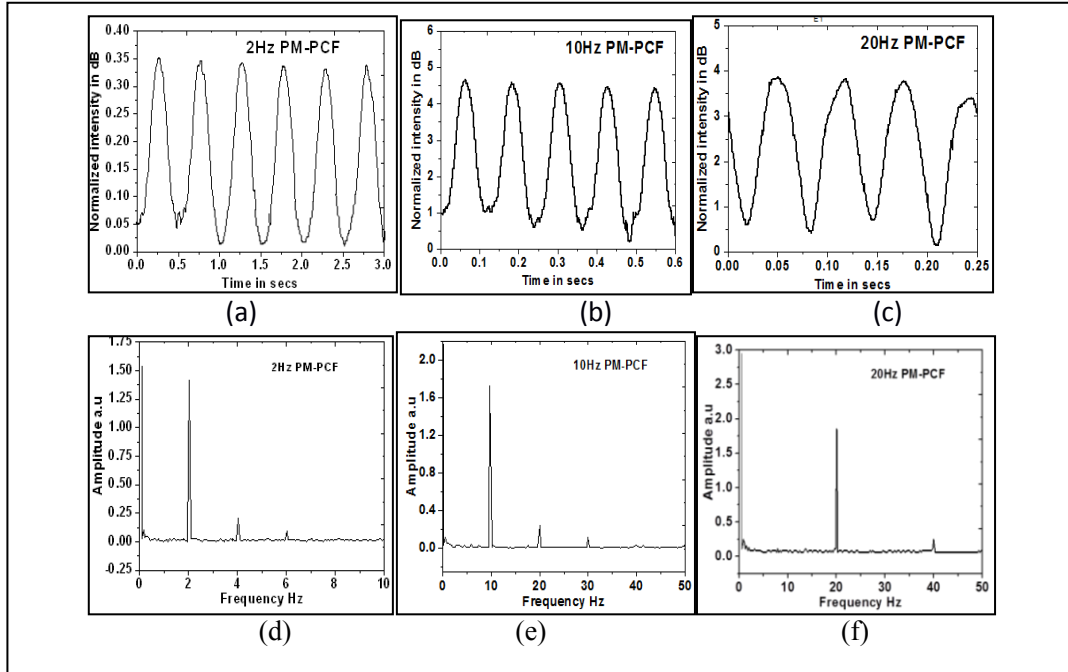 2Hz PM-PCF
Normalized intensity in dB
0.40
0.35
0.30
0.25
0.20
0.15
0.10
0.05
0.00
0.0 0.5 1.0 1.5 2.0 2.5 3.0
Time in secs
(a)
10Hz PM-PCF
Normalized intensity in dB
6
5
4
3
2
1
0
0.0 0.1 0.2 0.3 0.4 0.5 0.6
Time in secs
(b)
E1
20Hz PM-PCF
Normalized intensity in dB
5
4
3
2
1
0
0.00 0.05 0.10 0.15 0.20 0.25
Time in secs
(c)
2Hz PM-PCF
Amplitude a.u
1.75
1.50
1.25
1.00
0.75
0.50
0.25
0.00
-0.25
0 2 4 6 8 10
Frequency Hz
(d)
10Hz PM-PCF
Amplitude a.u
2.0
1.6
1.2
0.8
0.4
0.0
0 10 20 30 40 50
Frequency Hz
(e)
20Hz PM-PCF
Amplitude a.u
3.0
2.5
2.0
1.5
1.0
0.5
0.0
0 10 20 30 40 50
Frequency Hz
(f)